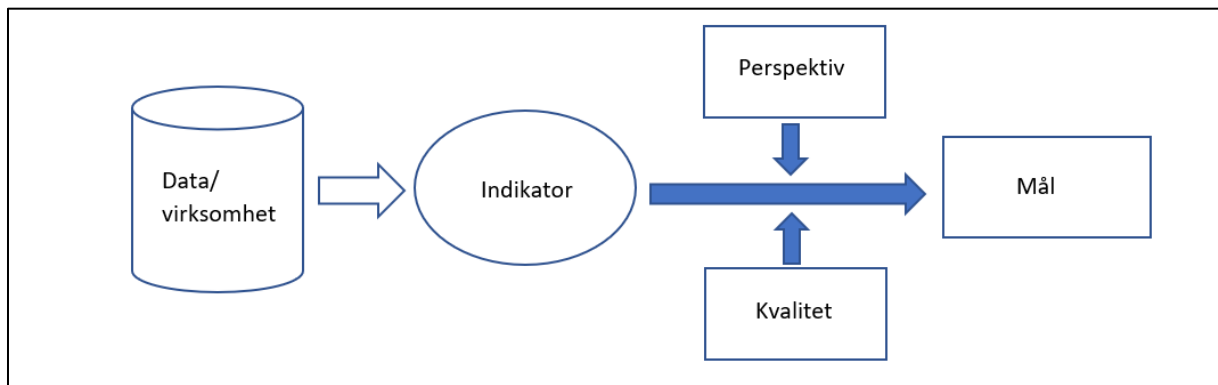 Perspektiv
Data/
virksomhet
Indikator
Mål
Kvalitet